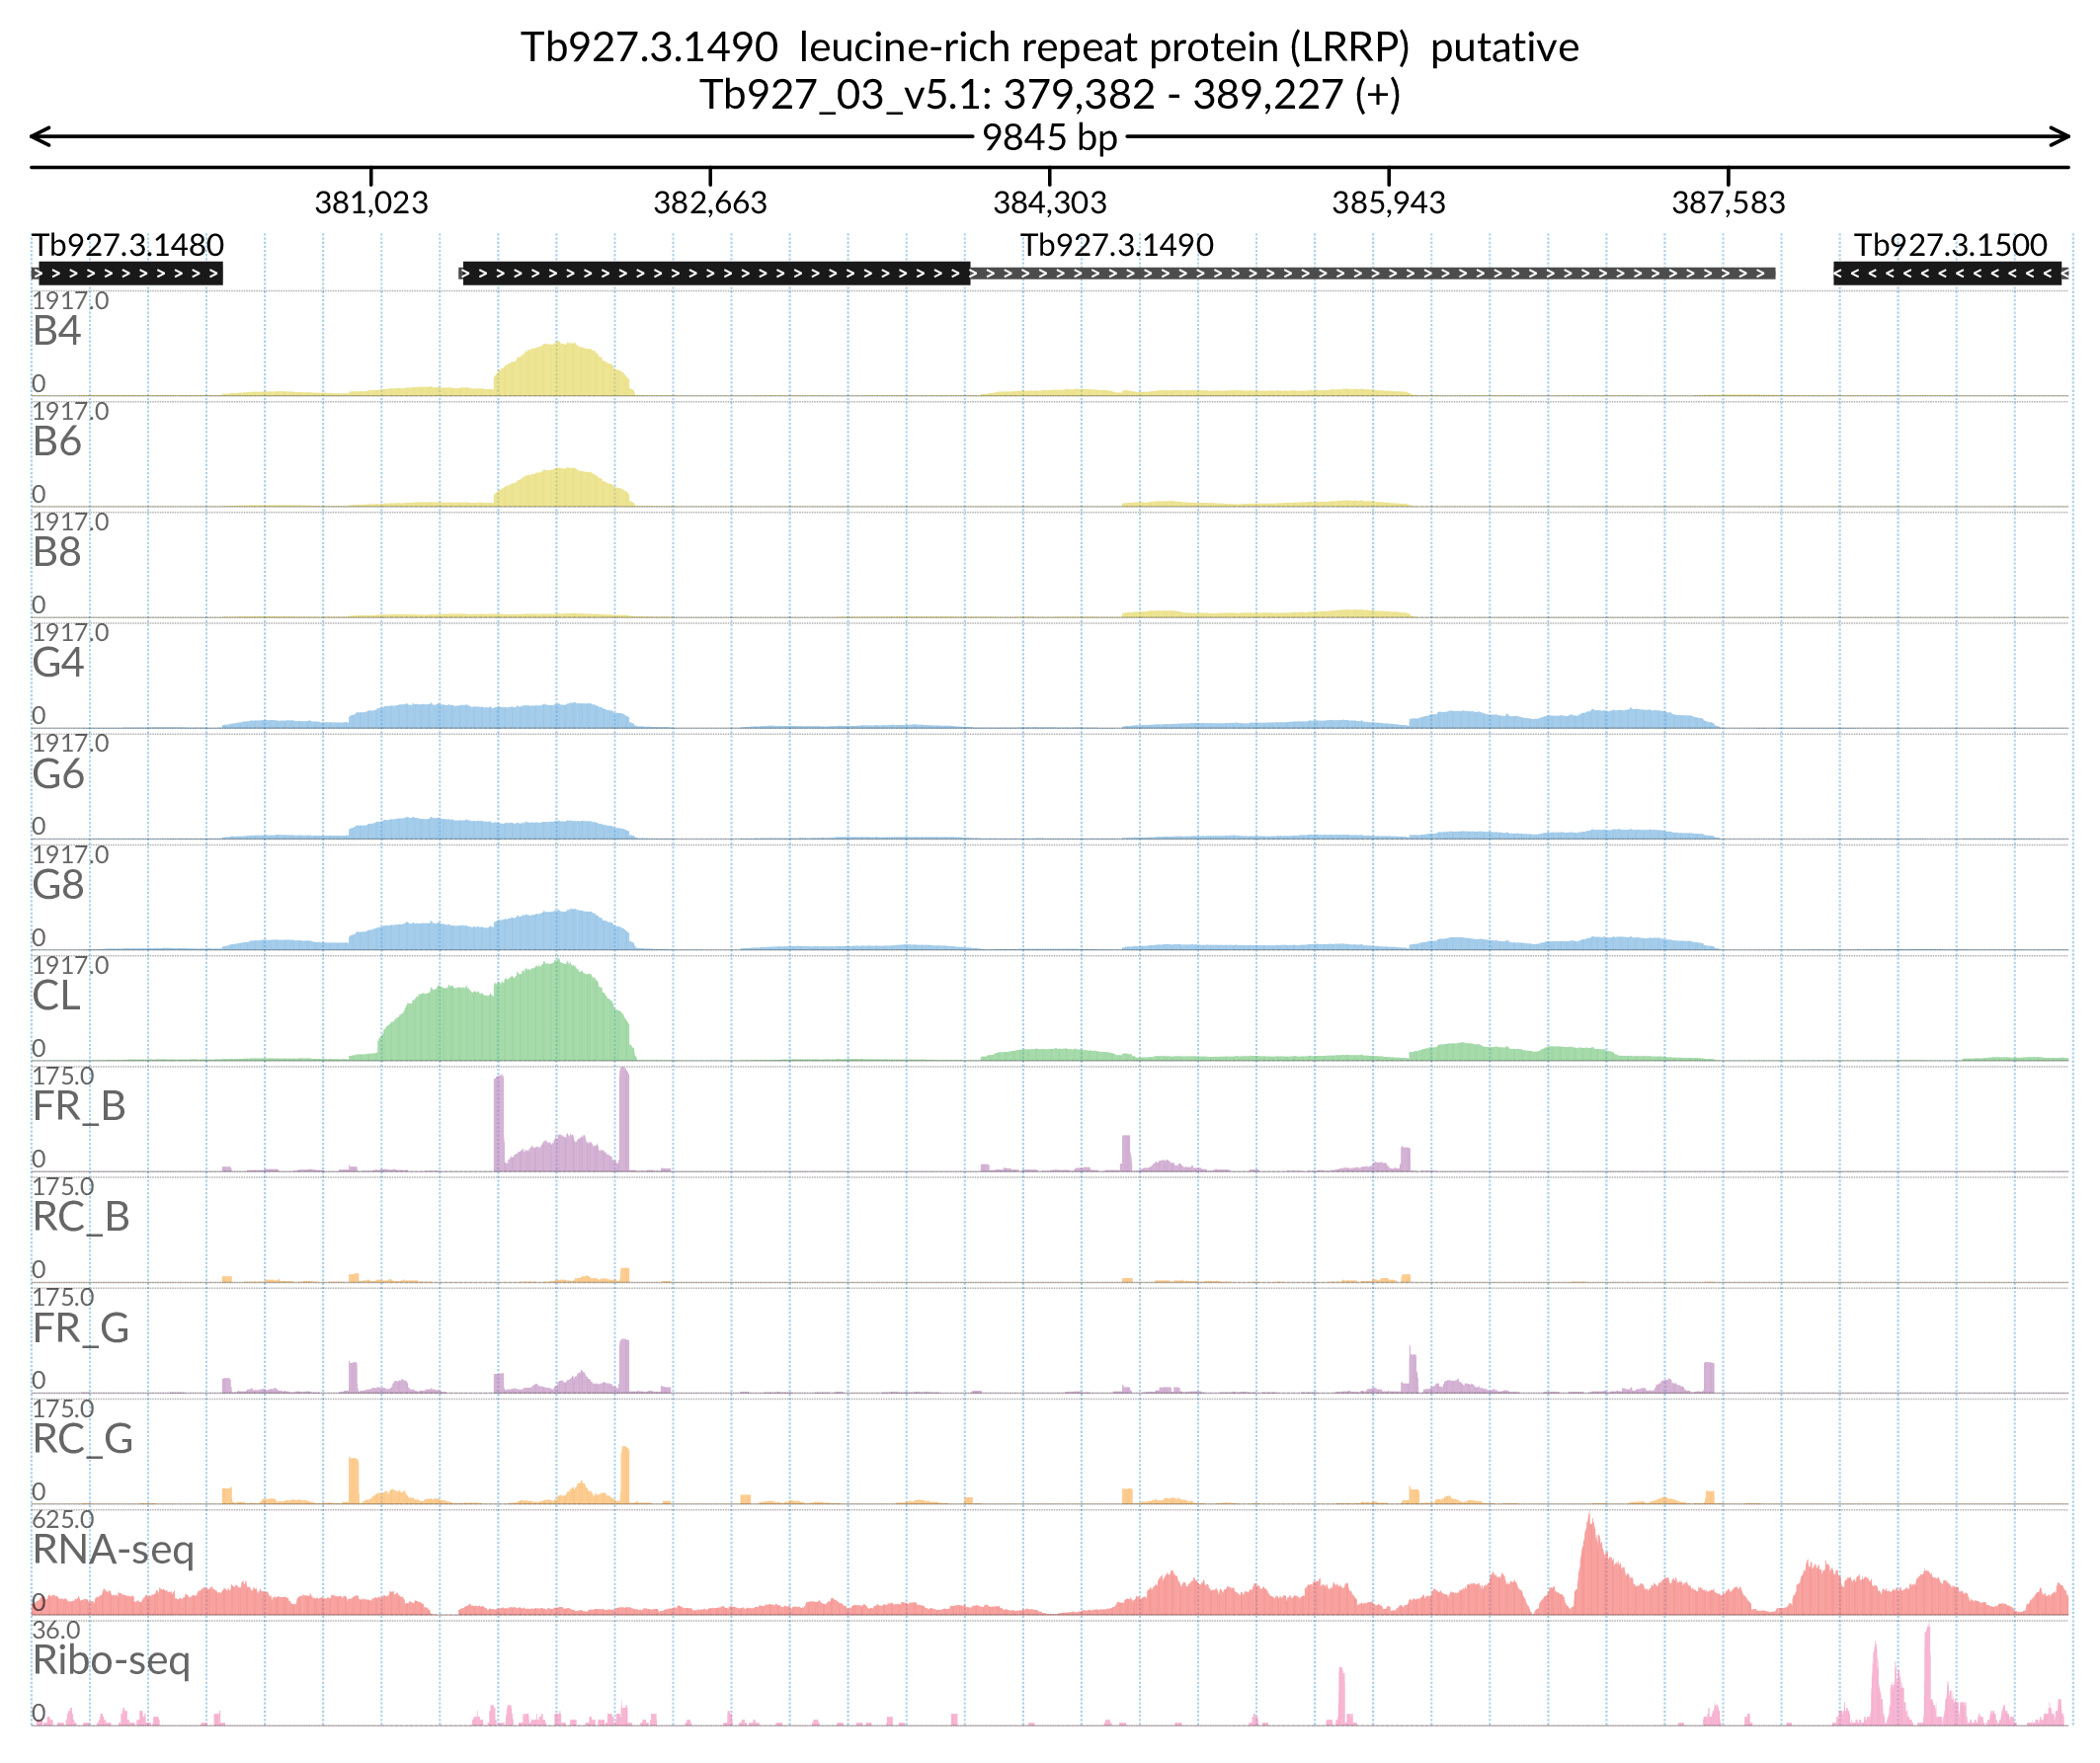 Tb927.3.1490  leucine-rich repeat protein (LRRP)  putative
Tb927_03_v5.1: 379,382 - 389,227 (+)
9845 bp
381,023 382,663 384,303 385,943 387,583
Tb927.3.1480 Tb927.3.1490 Tb927.3.1500
1917.0
B4
0
1917.0
B6
0
1917.0
B8
0
1917.0
G4
0
1917.0
G6
0
1917.0
G8
0
1917.0
CL
0
175.0
FR_B
0
175.0
RC_B
0
175.0
FR_G
0
175.0
RC_G
0
625.0
RNA-seq
0
36.0
Ribo-seq
0